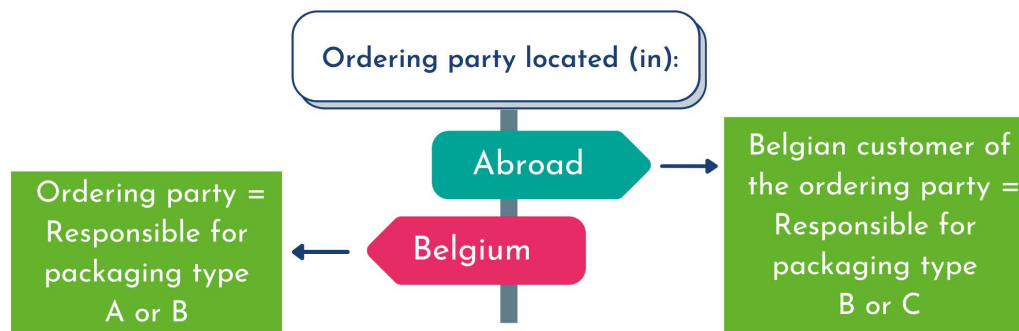 Ordering party located (in):
Abroad
Belgian customer of
the ordering party =
Responsible for
packaging type
B or C
Belgium
Ordering party =
Responsible for
packaging type
A or B